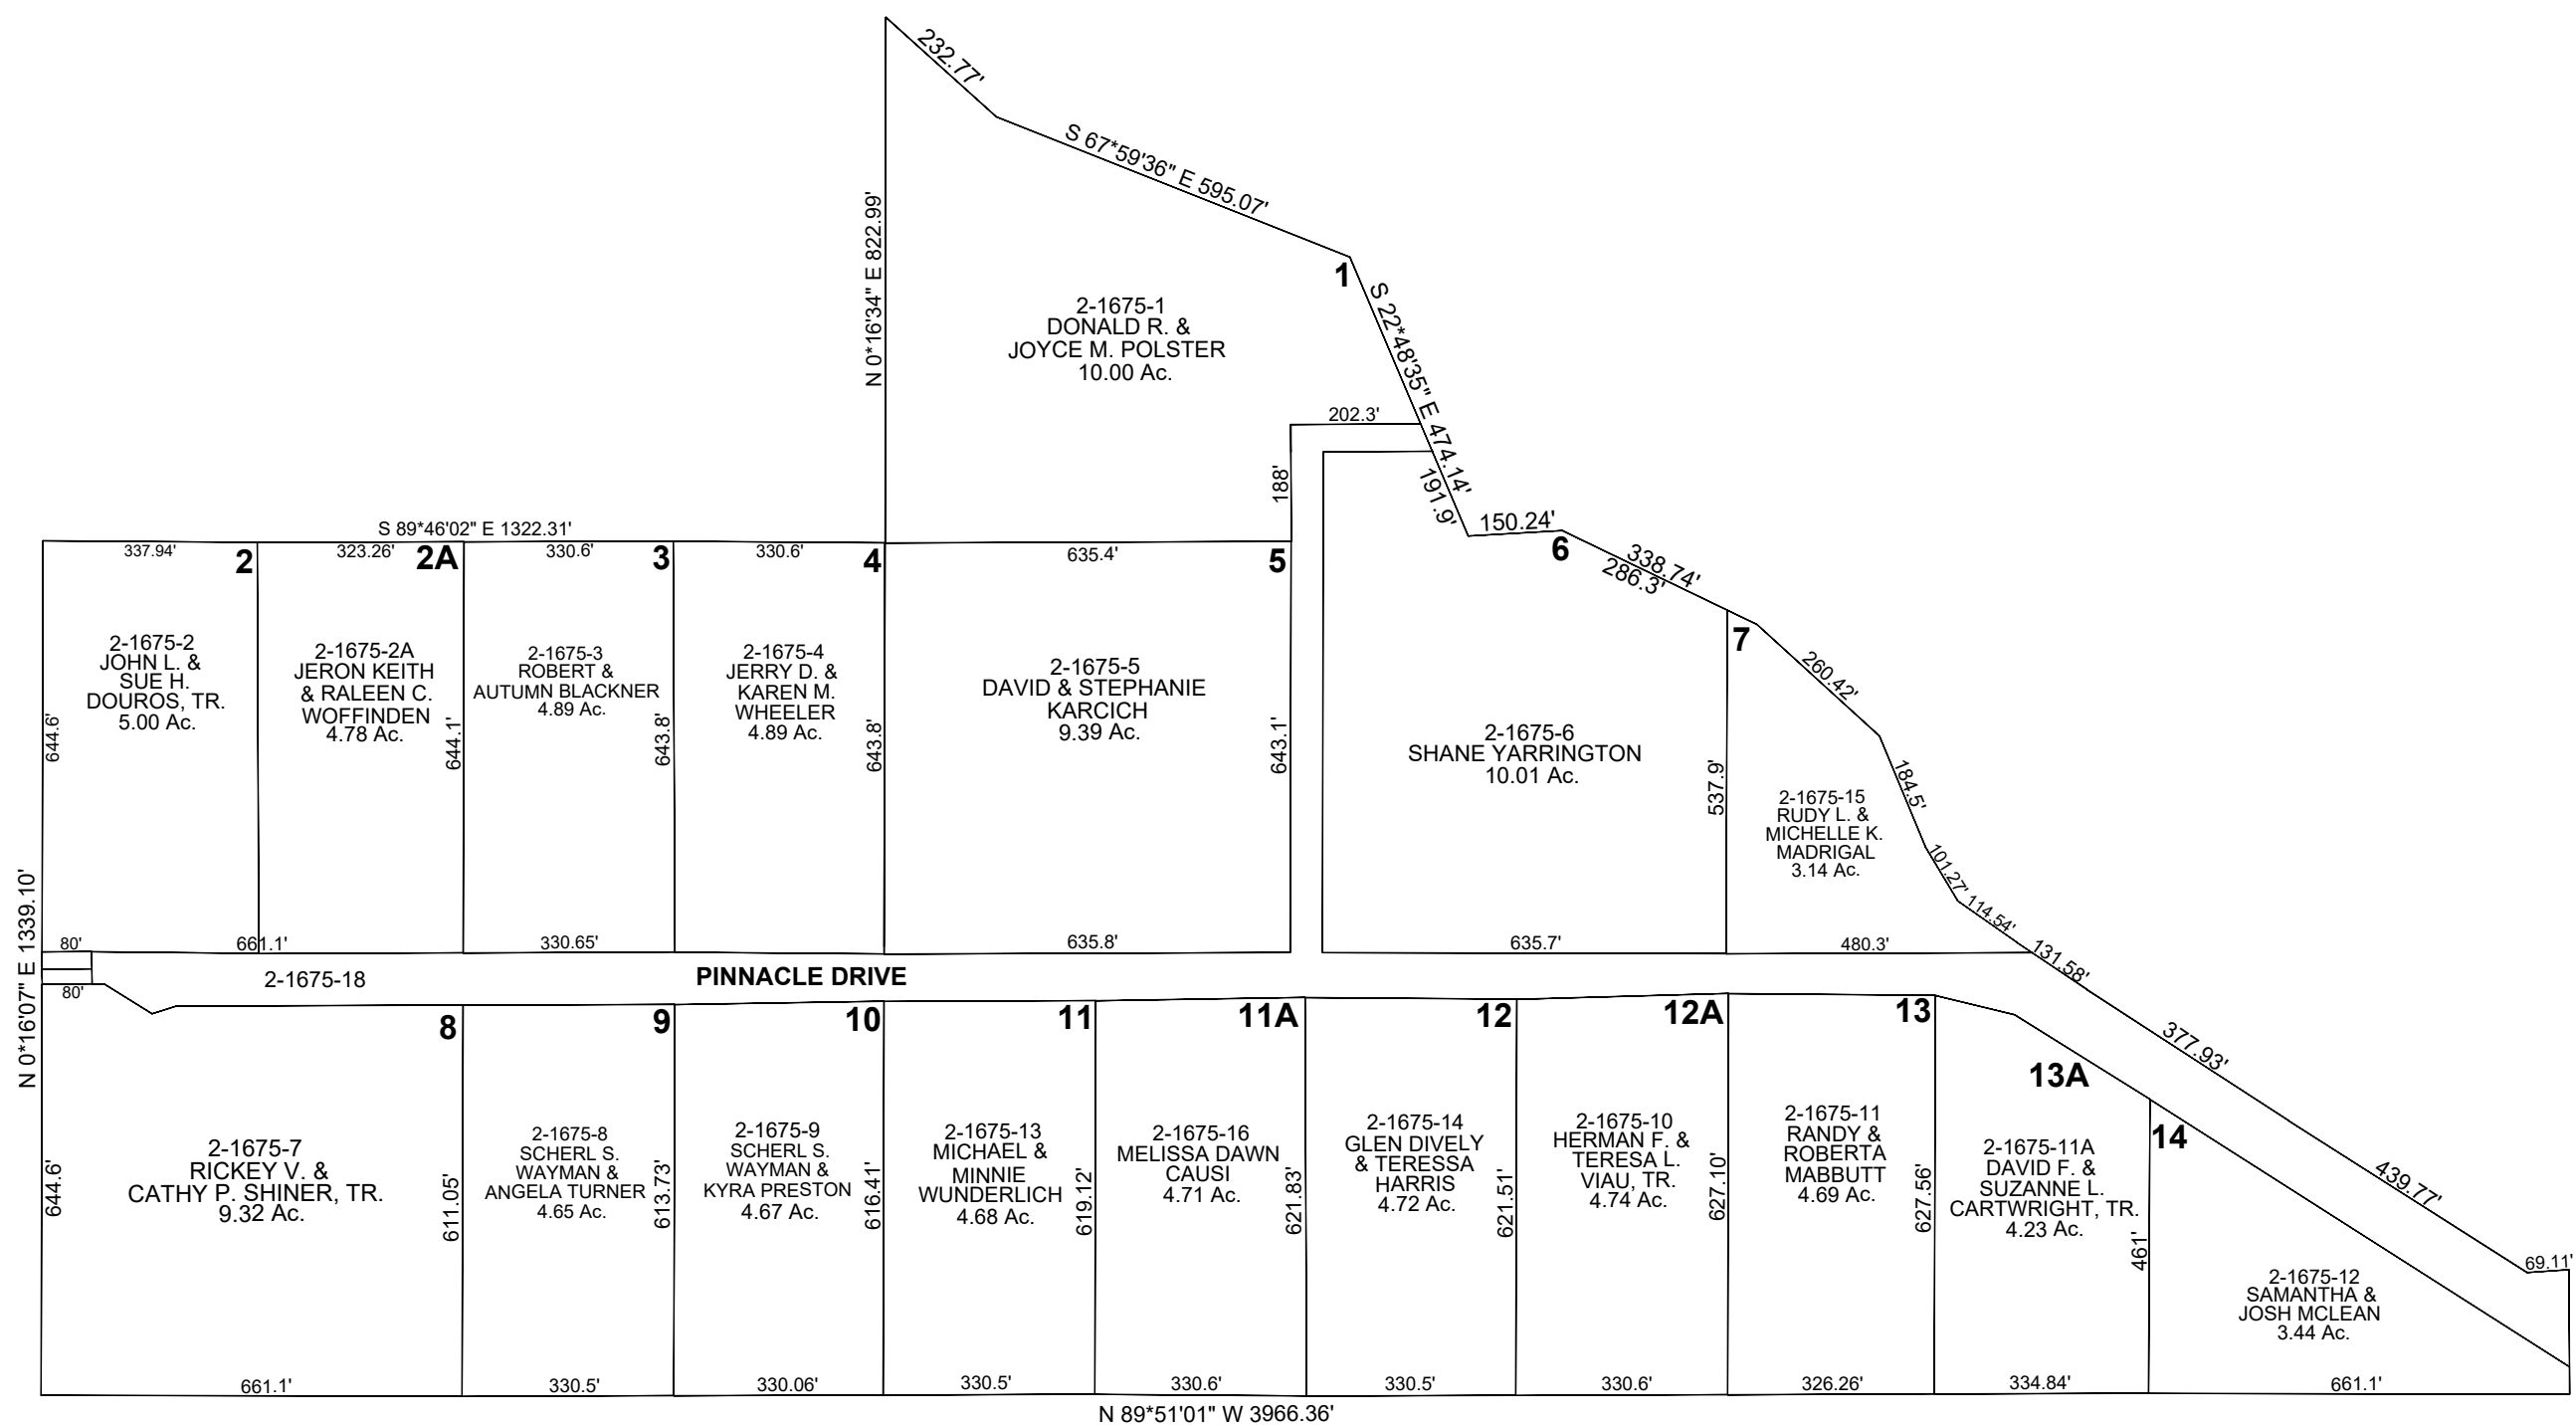 232.77'
S 67*59'36" E 595.07'
N 0*16'34" E 822.99'
1
S 22*48'35" E 474.14'
2-1675-1
DONALD R. &
JOYCE M. POLSTER
10.00 Ac.
202.3'
188'
191.9'
150.24'
6
338.74'
286.3'
S 89*46'02" E 1322.31'
337.94'
2
323.26'
2A
330.6'
3
330.6'
4
635.4'
5
7
260.42'
2-1675-2
JOHN L. &
SUE H.
DOUROS, TR.
5.00 Ac.
644.6'
2-1675-2A
JERON KEITH
& RALEEN C.
WOFFINDEN
4.78 Ac.
644.1'
2-1675-3
ROBERT &
AUTUMN BLACKNER
4.89 Ac.
643.8'
2-1675-4
JERRY D. &
KAREN M.
WHEELER
4.89 Ac.
643.8'
2-1675-5
DAVID & STEPHANIE
KARCICH
9.39 Ac.
643.1'
2-1675-6
SHANE YARRINGTON
10.01 Ac.
537.9'
2-1675-15
RUDY L. &
MICHELLE K.
MADRIGAL
3.14 Ac.
184.5'
101.27'
114.54'
N 0*16'07" E 1339.10'
80'
661.1'
330.65'
635.8'
635.7'
480.3'
131.58'
2-1675-18
PINNACLE DRIVE
80'
8
9
10
11
11A
12
12A
13
13A
14
377.93'
439.77'
69.11'
644.6'
2-1675-7
RICKEY V. &
CATHY P. SHINER, TR.
9.32 Ac.
611.05'
2-1675-8
SCHERL S.
WAYMAN &
ANGELA TURNER
4.65 Ac.
613.73'
2-1675-9
SCHERL S.
WAYMAN &
KYRA PRESTON
4.67 Ac.
616.41'
2-1675-13
MICHAEL &
MINNIE
WUNDERLICH
4.68 Ac.
619.12'
2-1675-16
MELISSA DAWN
CAUSI
4.71 Ac.
621.83'
2-1675-14
GLEN DIVELY
& TERESSA
HARRIS
4.72 Ac.
621.51'
2-1675-10
HERMAN F. &
TERESA L.
VIAU, TR.
4.74 Ac.
627.10'
2-1675-11
RANDY &
ROBERTA
MABBUTT
4.69 Ac.
627.56'
2-1675-11A
DAVID F. &
SUZANNE L.
CARTWRIGHT, TR.
4.23 Ac.
461'
2-1675-12
SAMANTHA &
JOSH MCLEAN
3.44 Ac.
661.1'
330.5'
330.06'
330.5'
330.6'
330.5'
330.6'
326.26'
334.84'
661.1'
N 89*51'01" W 3966.36'